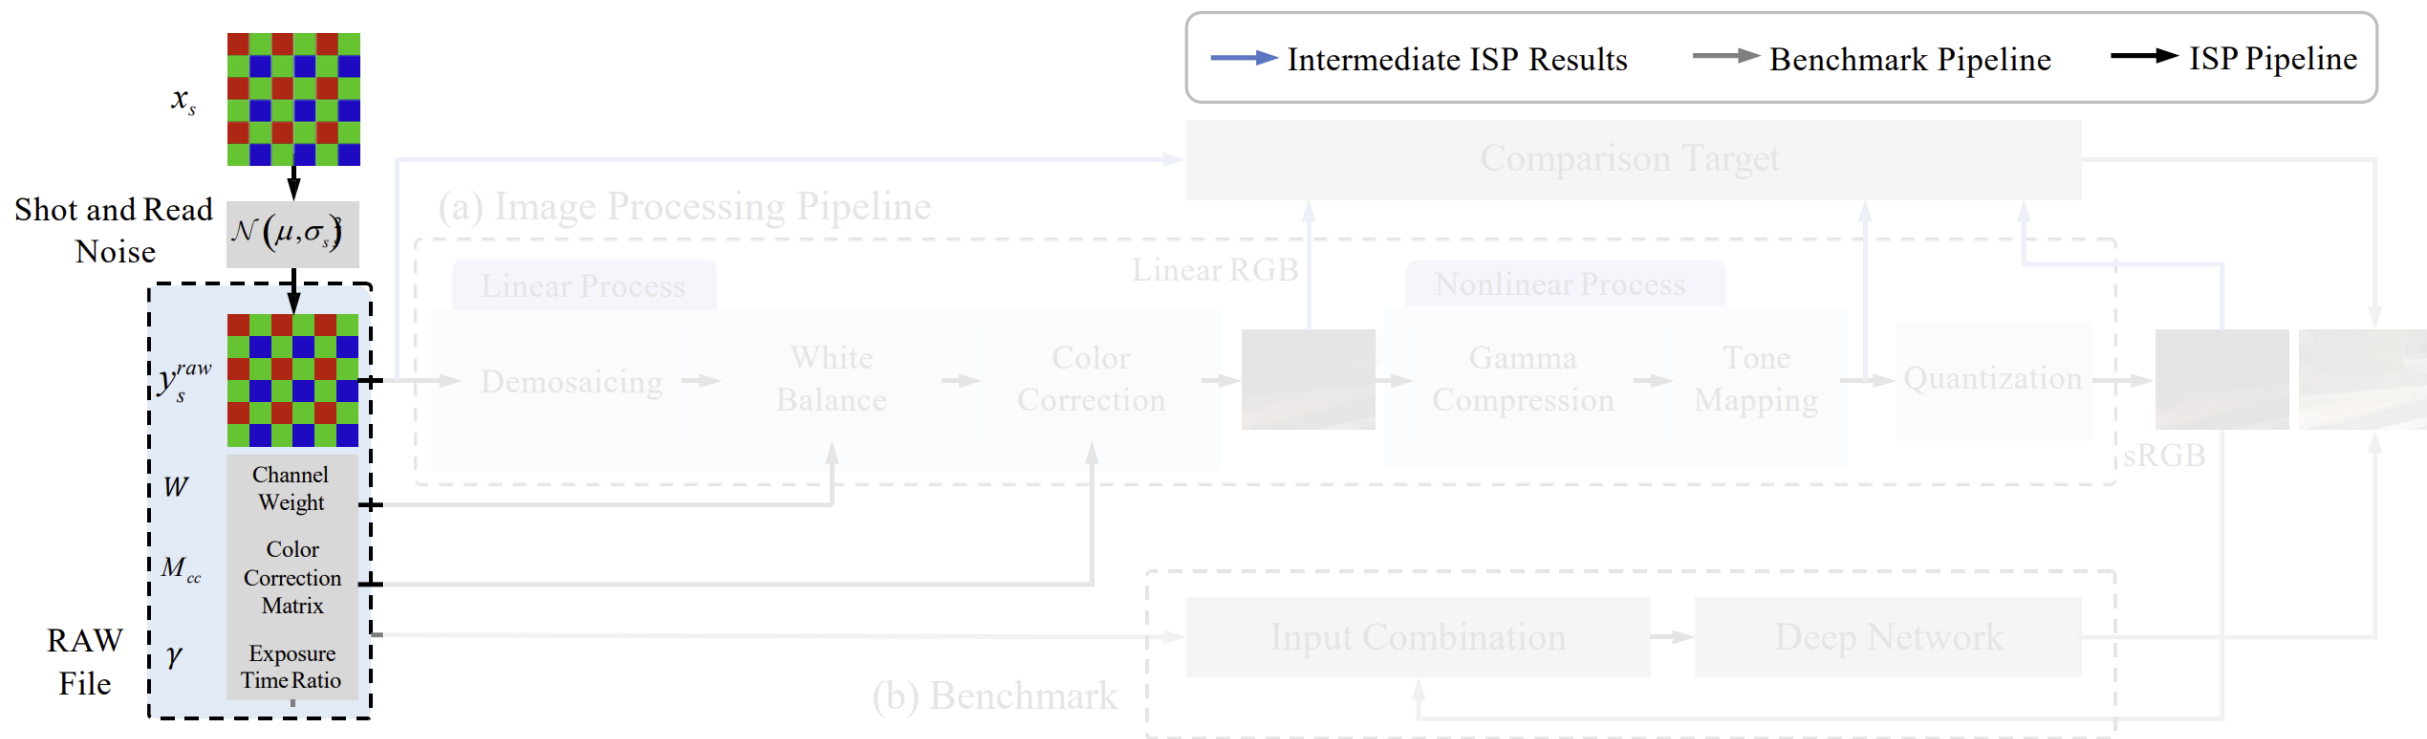 Intermediate ISP Results
Benchmark Pipeline
ISP Pipeline
x_s
Comparison Target
Shot and Read
Noise
(a) Image Processing Pipeline
Linear Process
Linear RGB
Nonlinear Process
y_s^{raw}
Demosaicing
White
Balance
Color
Correction
Gamma
Compression
Tone
Mapping
Quantization
sRGB
W
Channel
Weight
M_{cc}
Color
Correction
Matrix
RAW
File
γ
Exposure
Time Ratio
Input Combination
Deep Network
(b) Benchmark